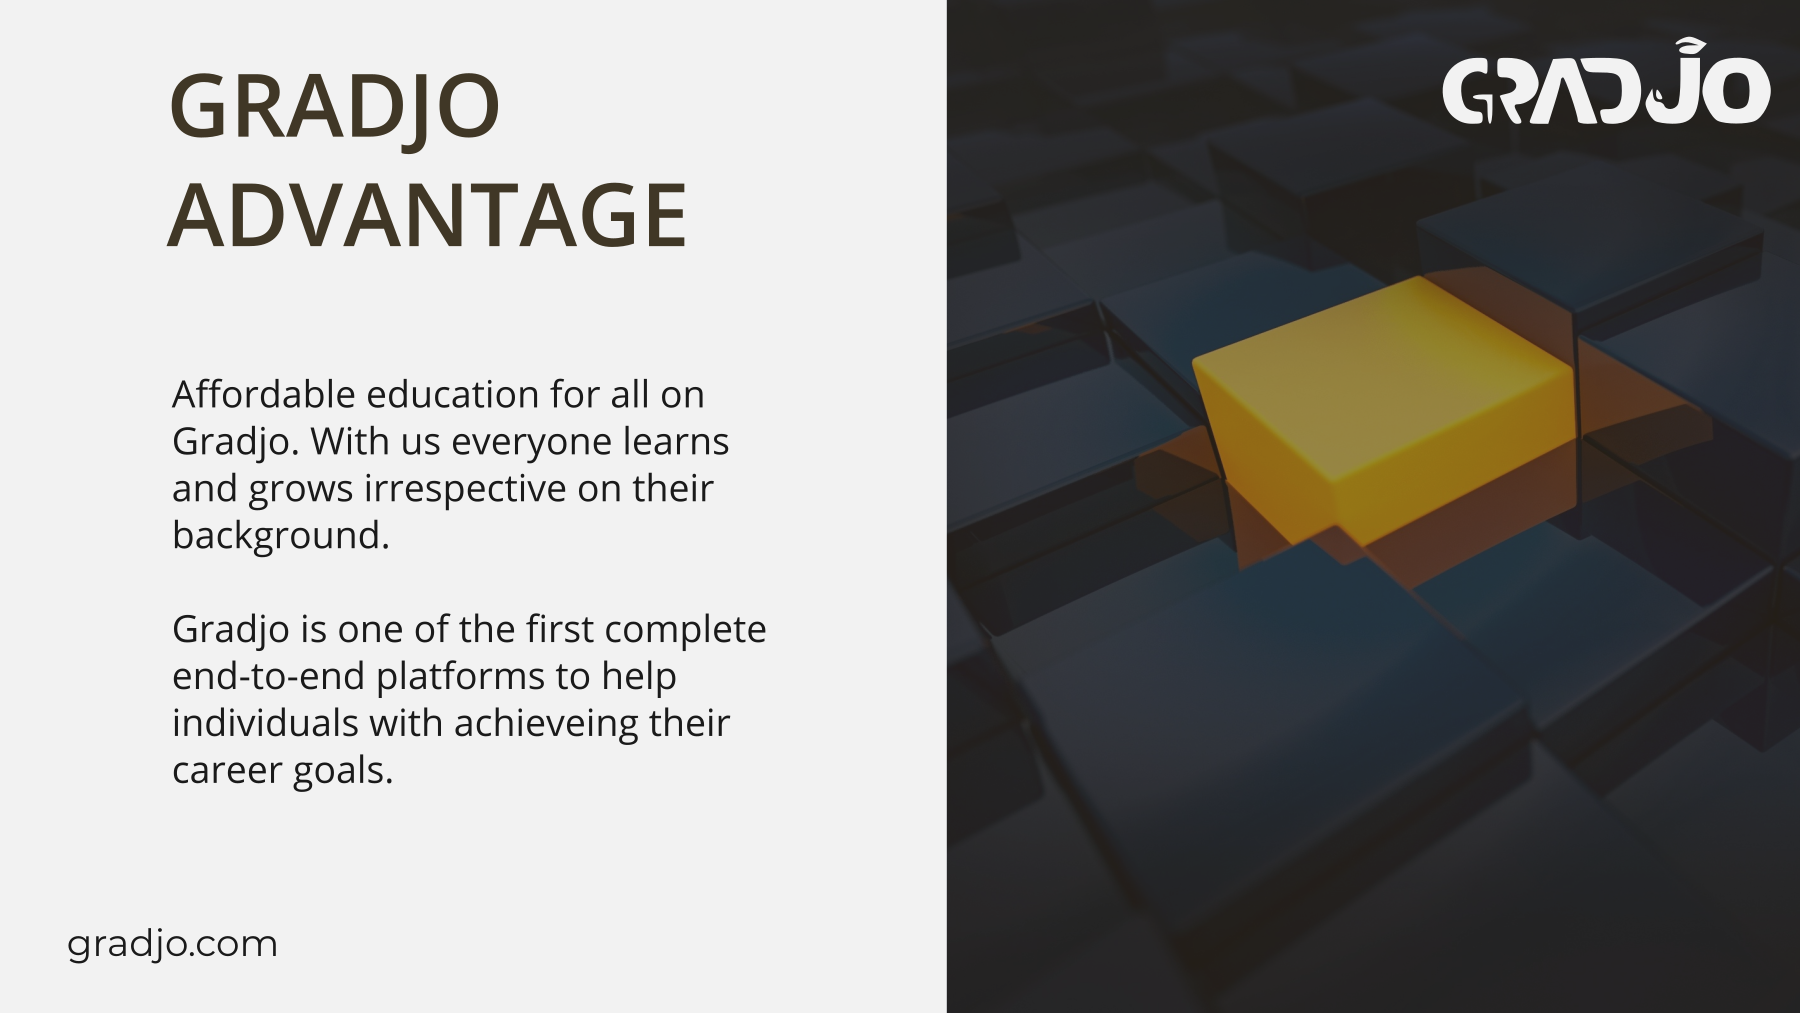 GRADJO
ADVANTAGE
GRADJO
Affordable education for all on
Gradjo. With us everyone learns
and grows irrespective on their
background.
Gradjo is one of the first complete
end-to-end platforms to help
individuals with achieveing their
career goals.
gradjo.com